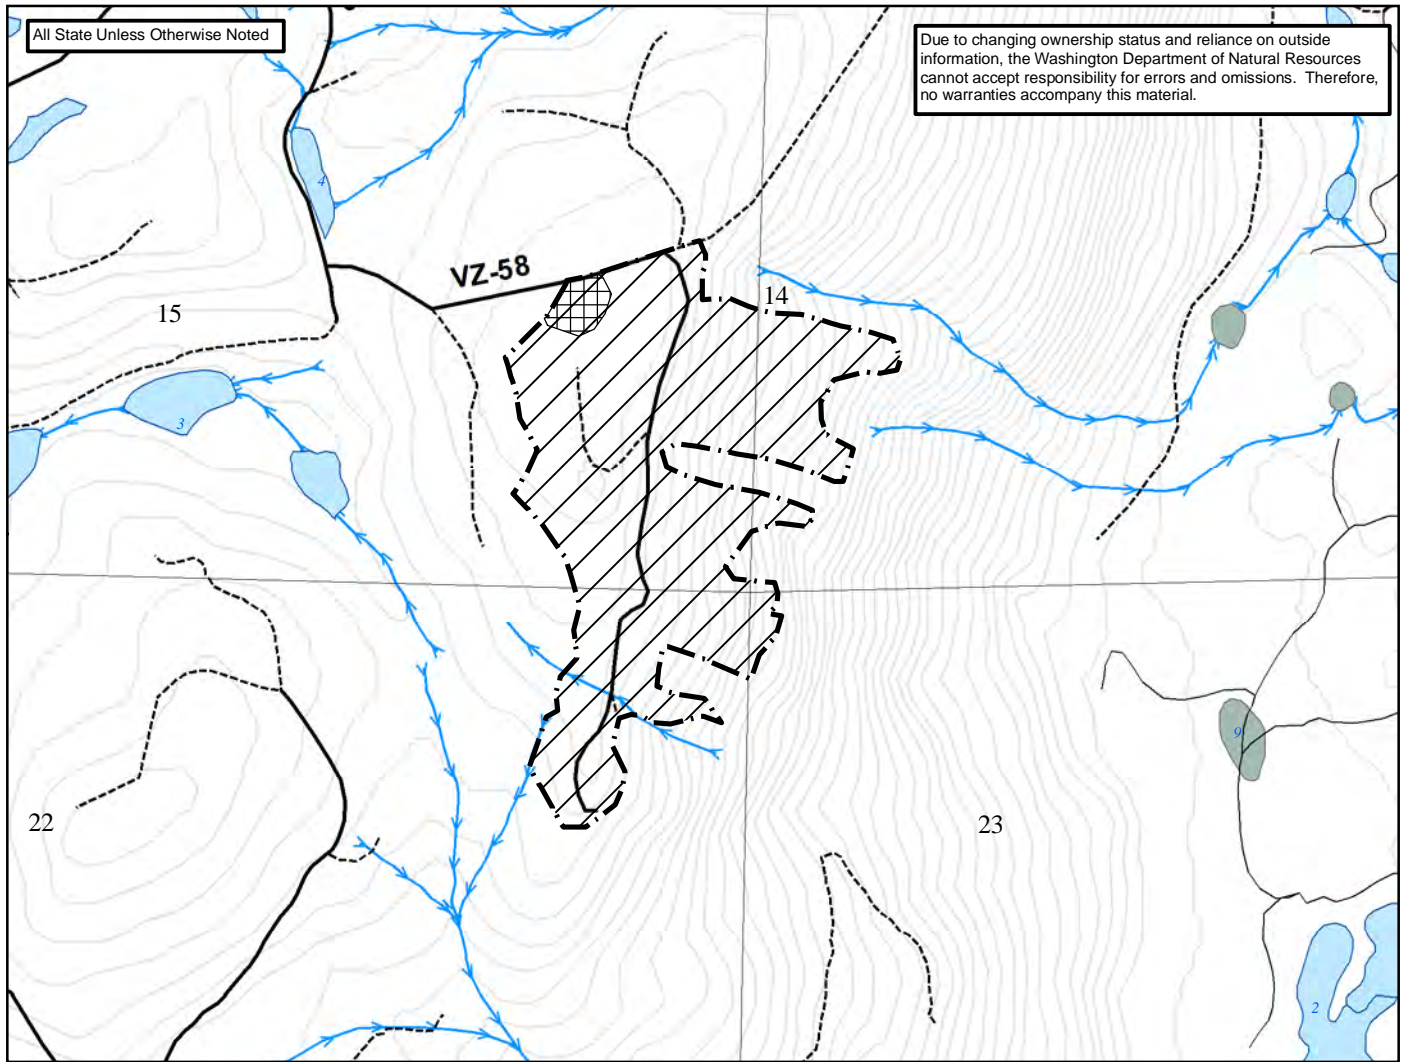 All State Unless Otherwise Noted
Due to changing ownership status and reliance on outside
information, the Washington Department of Natural Resources
cannot accept responsibility for errors and omissions. Therefore,
no warranties accompany this material.
4
VZ-58
15
14
3
9
22
23
2